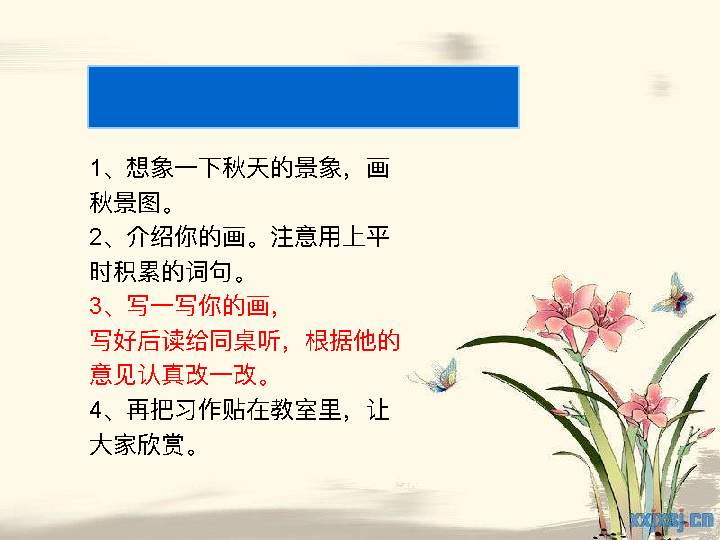 1、想象一下秋天的景象，画
秋景图。
2、介绍你的画。注意用上平
时积累的词句。
3、写一写你的画，
写好后读给同桌听，根据他的
意见认真改一改。
4、再把习作贴在教室里，让
大家欣赏。
xxjxsj.cn